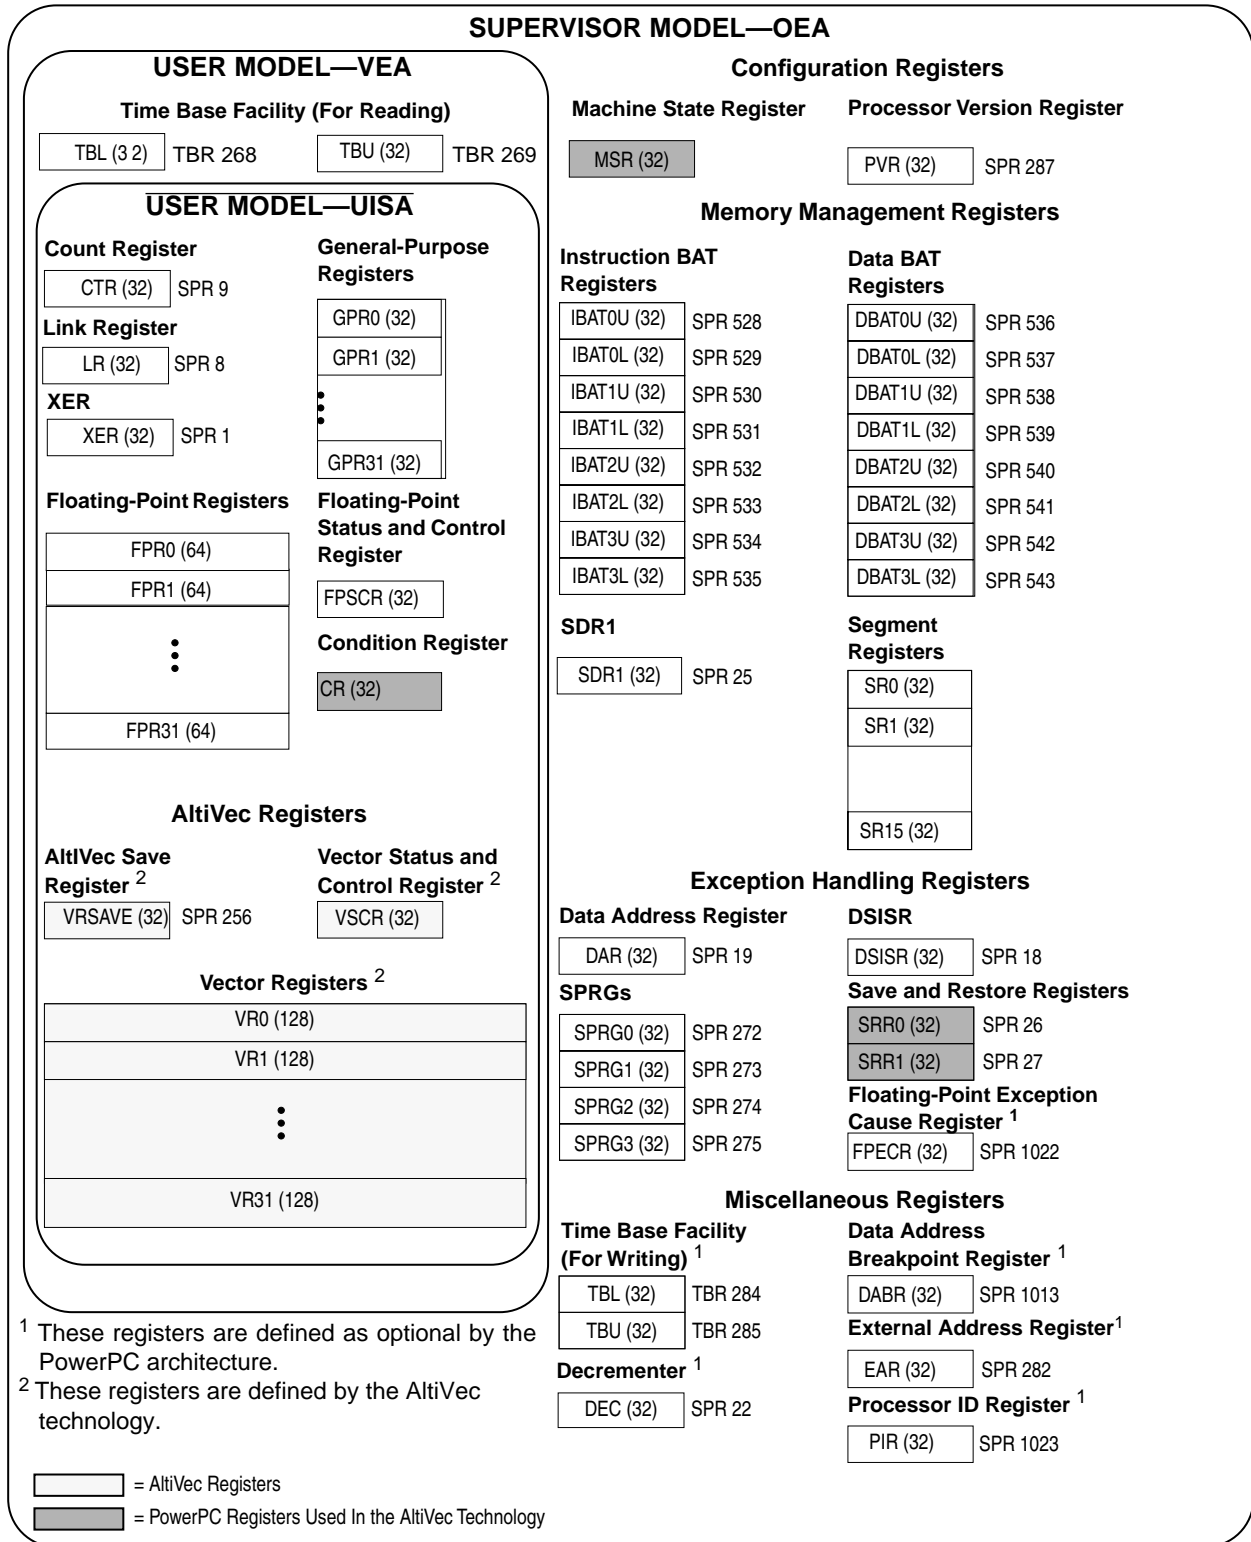 SUPERVISOR MODEL—OEA
USER MODEL—VEA
Time Base Facility (For Reading)
TBL (3 2) TBR 268 TBU (32) TBR 269
USER MODEL—UISA
Count Register
CTR (32) SPR 9
Link Register
LR (32) SPR 8
XER
XER (32) SPR 1
General-Purpose
Registers
GPR0 (32)
GPR1 (32)
GPR31 (32)
Floating-Point Registers
FPR0 (64)
FPR1 (64)
FPR31 (64)
Floating-Point
Status and Control
Register
FPSCR (32)
Condition Register
CR (32)
AltiVec Registers
AltIVec Save
Register 2
VRSAVE (32) SPR 256
Vector Status and
Control Register 2
VSCR (32)
Vector Registers 2
VR0 (128)
VR1 (128)
VR31 (128)
Configuration Registers
Machine State Register
MSR (32)
Processor Version Register
PVR (32) SPR 287
Memory Management Registers
Instruction BAT
Registers
IBAT0U (32) SPR 528
IBAT0L (32) SPR 529
IBAT1U (32) SPR 530
IBAT1L (32) SPR 531
IBAT2U (32) SPR 532
IBAT2L (32) SPR 533
IBAT3U (32) SPR 534
IBAT3L (32) SPR 535
Data BAT
Registers
DBAT0U (32) SPR 536
DBAT0L (32) SPR 537
DBAT1U (32) SPR 538
DBAT1L (32) SPR 539
DBAT2U (32) SPR 540
DBAT2L (32) SPR 541
DBAT3U (32) SPR 542
DBAT3L (32) SPR 543
SDR1
SDR1 (32) SPR 25
Segment
Registers
SR0 (32)
SR1 (32)
SR15 (32)
Exception Handling Registers
Data Address Register
DAR (32) SPR 19
SPRGs
SPRG0 (32) SPR 272
SPRG1 (32) SPR 273
SPRG2 (32) SPR 274
SPRG3 (32) SPR 275
DSISR
DSISR (32) SPR 18
Save and Restore Registers
SRR0 (32) SPR 26
SRR1 (32) SPR 27
Floating-Point Exception
Cause Register 1
FPECR (32) SPR 1022
Miscellaneous Registers
Time Base Facility
(For Writing) 1
TBL (32) TBR 284
TBU (32) TBR 285
Decrementer 1
DEC (32) SPR 22
Data Address
Breakpoint Register 1
DABR (32) SPR 1013
External Address Register1
EAR (32) SPR 282
Processor ID Register 1
PIR (32) SPR 1023
1 These registers are defined as optional by the
PowerPC architecture.
2 These registers are defined by the AltiVec
technology.
= AltiVec Registers
= PowerPC Registers Used In the AltiVec Technology